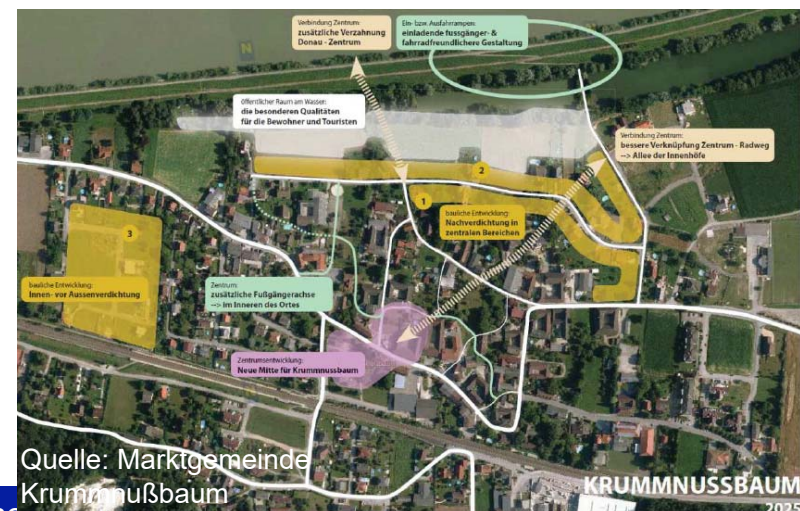 Verbindung Zentrum:
zusätzliche Verzahnung
Donau - Zentrum
Ein- bzw. Ausfahrrampen:
einladende fussgänger- &
fahrradfreundlichere Gestaltung
N
öffentlicher Raum am Wasser:
die besonderen Qualitäten
für die Bewohner und Touristen
Verbindung Zentrum:
bessere Verknüpfung Zentrum - Radweg
--> Allee der Innenhöfe
2
1
bauliche Entwicklung:
Nachverdichtung in
zentralen Bereichen
3
bauliche Entwicklung:
Innen- vor Aussenverdichtung
Zentrum:
zusätzliche Fußgängerachse
--> im Inneren des Ortes
Zentrumsentwicklung:
Neue Mitte für Krummnussbaum
Quelle: Marktgemeinde
Krummnußbaum
KRUMMNUSSBAUM
2025